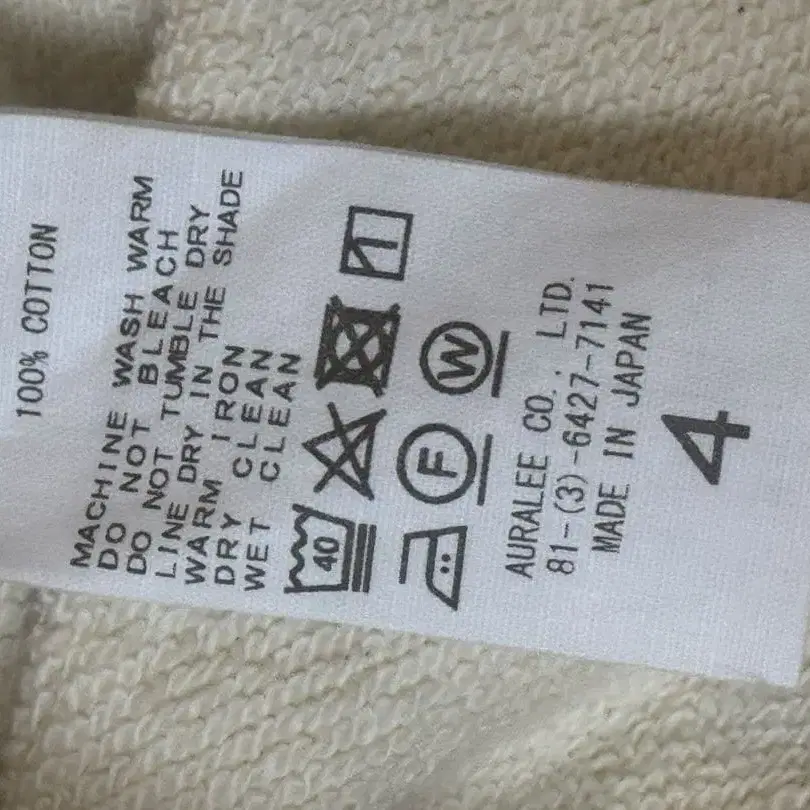 100% COTTON
MACHINE WASH WARM
DO NOT BLEACH
DO NOT TUMBLE DRY
LINE DRY IN THE SHADE
WARM IRON
DRY CLEAN
WET CLEAN
40
F W
AURALEE CO.; LTD.
81-(3)-6427-7141
MADE IN JAPAN
4